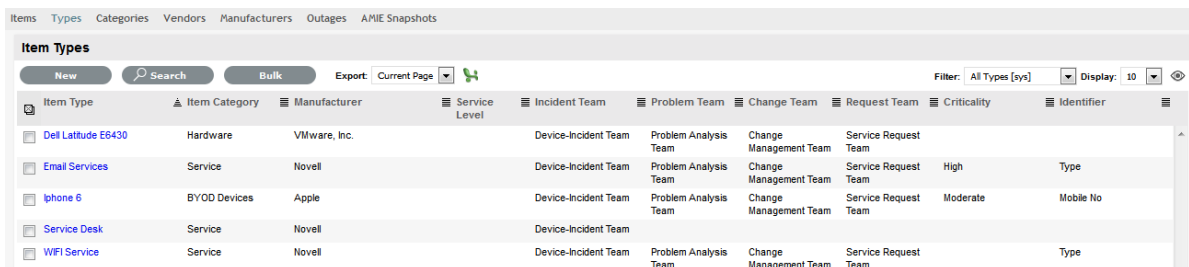 Items Types Categories Vendors Manufacturers Outages AMIE Snapshots
Item Types
New Search Bulk Export: Current Page Filter: All Types [sys] Display: 10
Item Type Item Category Manufacturer Service Level Incident Team Problem Team Change Team Request Team Criticality Identifier
Dell Latitude E6430 Hardware VMware, Inc. Device-Incident Team Problem Analysis Team Change Management Team Service Request Team
Email Services Service Novell Device-Incident Team Problem Analysis Team Change Management Team Service Request Team High Type
Iphone 6 BYOD Devices Apple Device-Incident Team Problem Analysis Team Change Management Team Service Request Team Moderate Mobile No
Service Desk Service Novell Device-Incident Team
WIFI Service Service Novell Device-Incident Team Problem Analysis Team Change Management Team Service Request Team Type